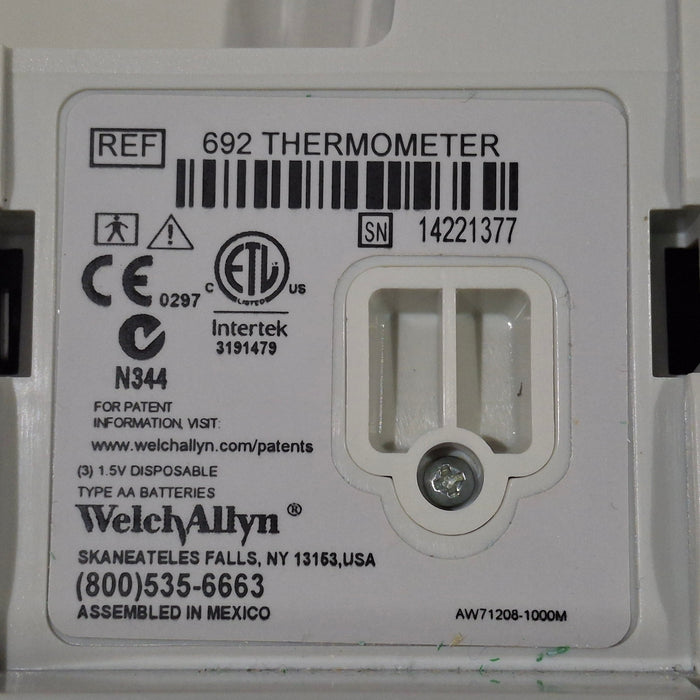 REF 692 THERMOMETER
SN 14221377
CE 0297
C ETL US
LISTED
Intertek
3191479
N344
FOR PATENT
INFORMATION, VISIT:
www.welchallyn.com/patents
(3) 1.5V DISPOSABLE
TYPE AA BATTERIES
WelchAllyn ®
SKANEATELES FALLS, NY 13153,USA
(800)535-6663
ASSEMBLED IN MEXICO
AW71208-1000M